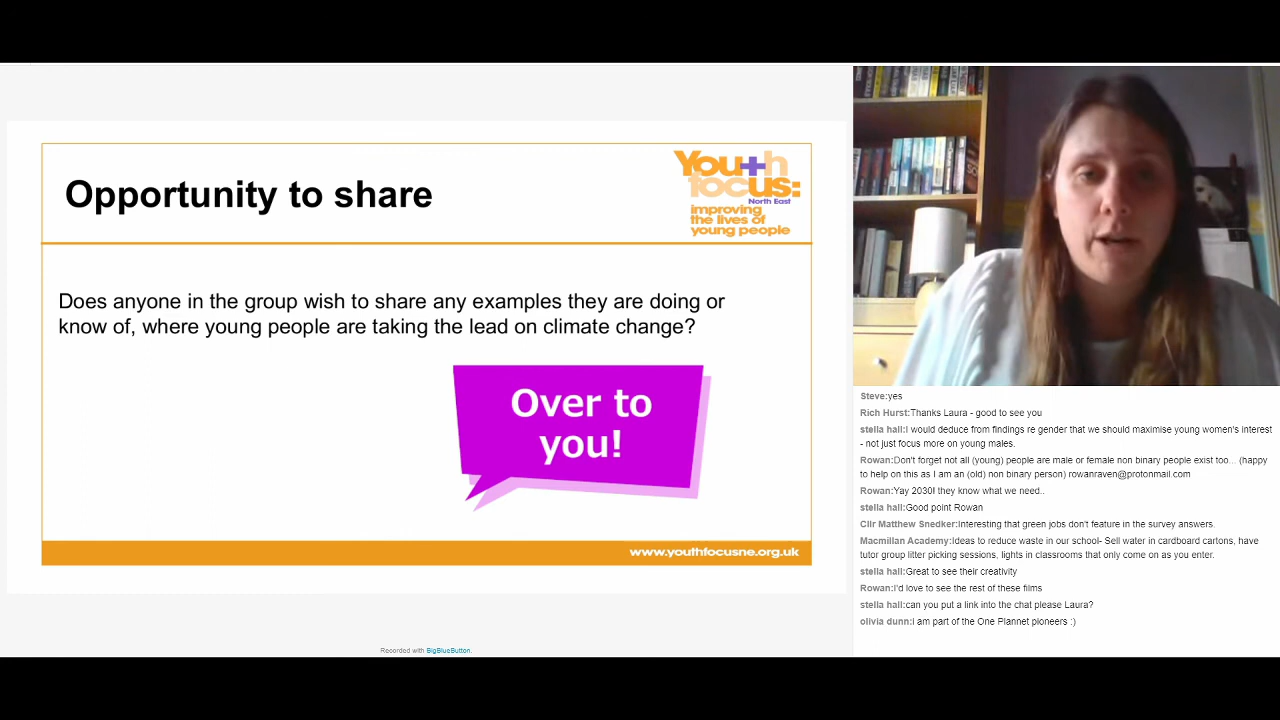 Opportunity to share
Youth
focus:
North East
improving
the lives of
young people
Does anyone in the group wish to share any examples they are doing or
know of, where young people are taking the lead on climate change?
Over to
you!
www.youthfocusne.org.uk
Recorded with BigBlueButton.
Steve:yes
Rich Hurst:Thanks Laura - good to see you
stella hall:I would deduce from findings re gender that we should maximise young women's interest
- not just focus more on young males.
Rowan:Don't forget not all (young) people are male or female non binary people exist too... (happy
to help on this as I am an (old) non binary person) rowanraven@protonmail.com
Rowan:Yay 2030! they know what we need..
stella hall:Good point Rowan
Cllr Matthew Snedker:Interesting that green jobs don't feature in the survey answers.
Macmillan Academy:Ideas to reduce waste in our school- Sell water in cardboard cartons, have
tutor group litter picking sessions, lights in classrooms that only come on as you enter.
stella hall:Great to see their creativity
Rowan:I'd love to see the rest of these films
stella hall:can you put a link into the chat please Laura?
olivia dunn:I am part of the One Plannet pioneers :)